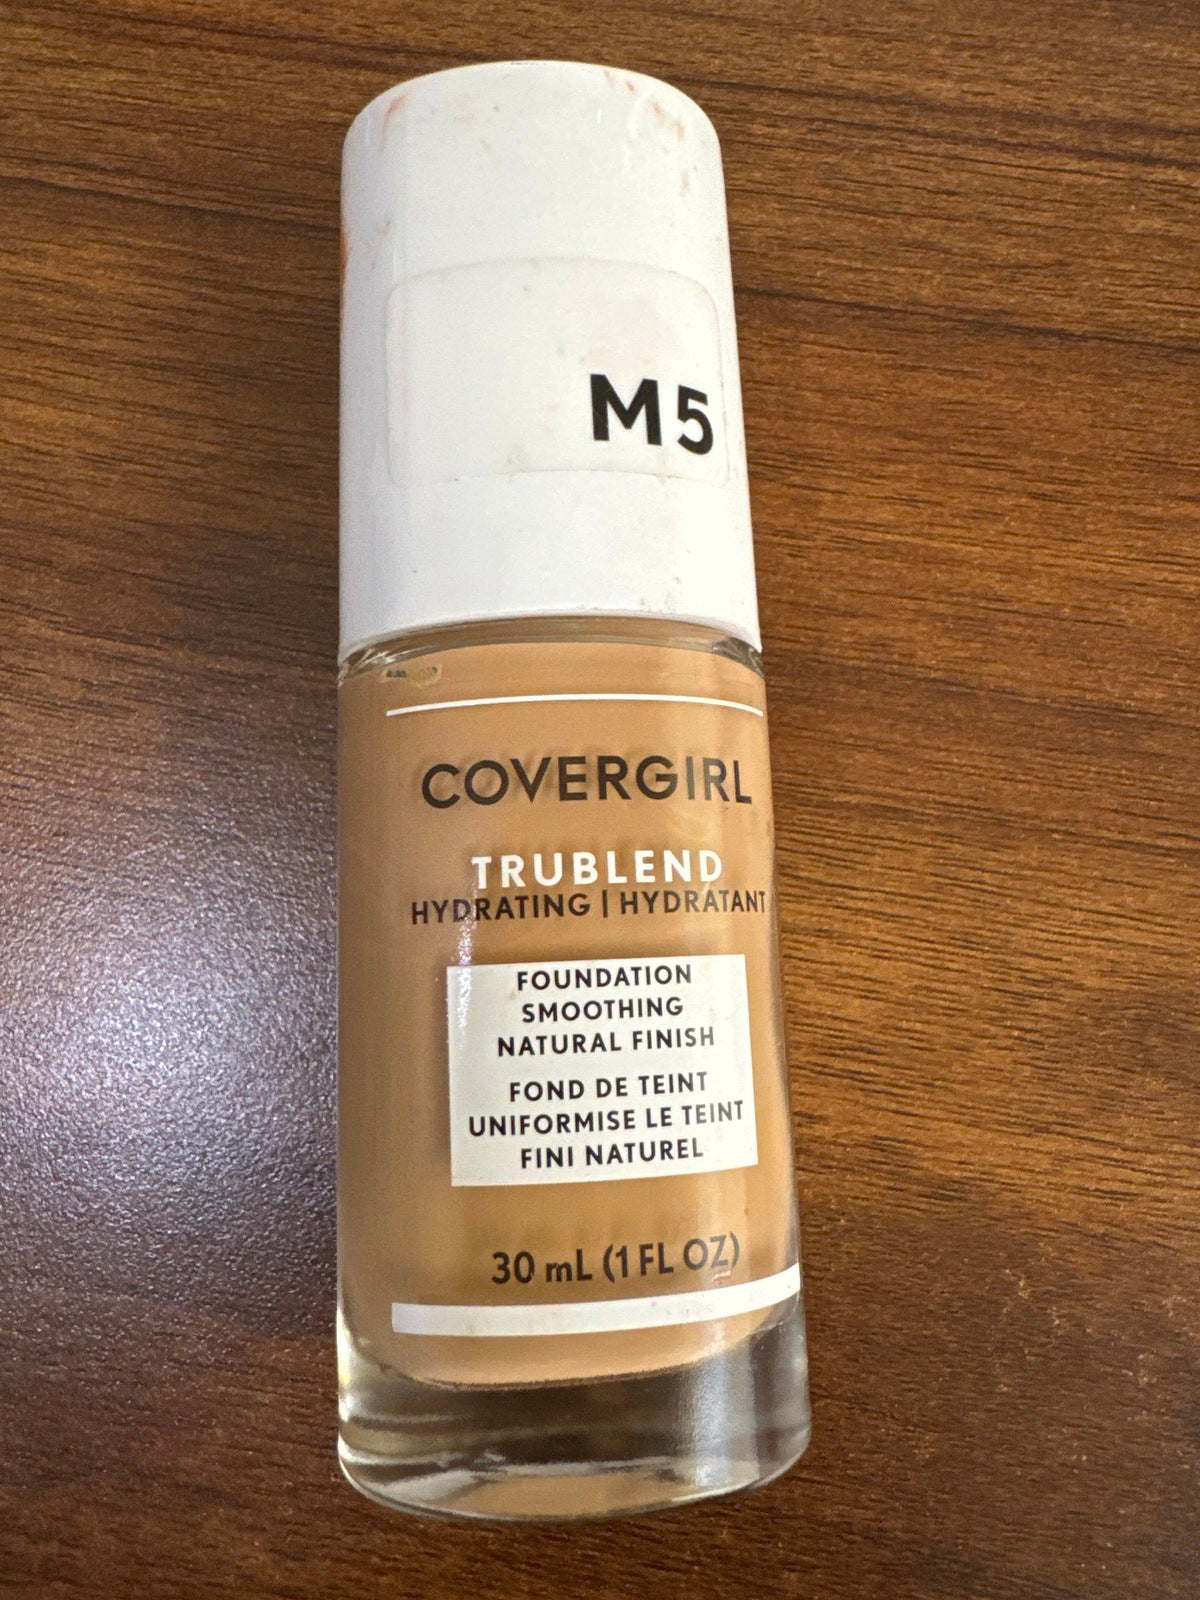 M5
COVERGIRL
TRUBLEND
HYDRATING | HYDRATANT
FOUNDATION
SMOOTHING
NATURAL FINISH
FOND DE TEINT
UNIFORMISE LE TEINT
FINI NATUREL
30 mL (1 FL OZ)